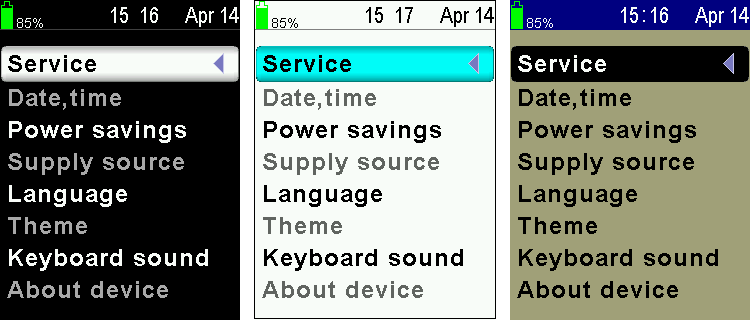 85% 15 16 Apr 14
Service
Date,time
Power savings
Supply source
Language
Theme
Keyboard sound
About device
85% 15 17 Apr 14
Service
Date,time
Power savings
Supply source
Language
Theme
Keyboard sound
About device
85% 15:16 Apr 14
Service
Date,time
Power savings
Supply source
Language
Theme
Keyboard sound
About device